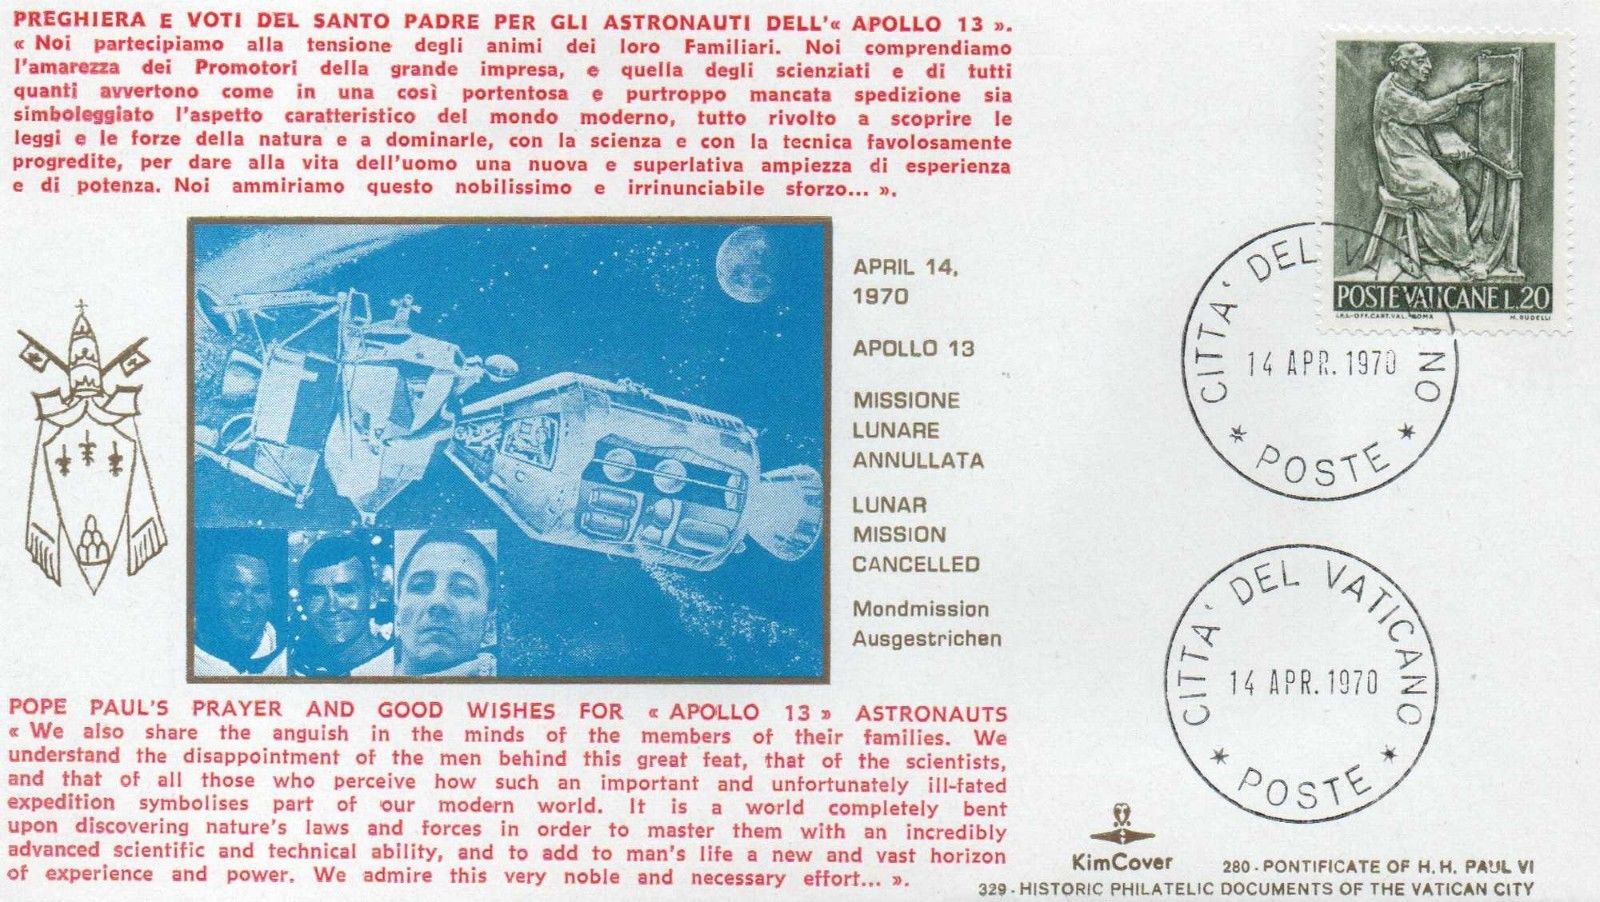 PREGHIERA E VOTI DEL SANTO PADRE PER GLI ASTRONAUTI DELL'« APOLLO 13 ».
« Noi partecipiamo alla tensione degli animi dei loro Familiari. Noi comprendiamo
l'amarezza dei Promotori della grande impresa, e quella degli scienziati e di tutti
quanti avvertono come in una così portentosa e purtroppo mancata spedizione sia
simboleggiato l'aspetto caratteristico del mondo moderno, tutto rivolto a scoprire le
leggi e le forze della natura e a dominarle, con la scienza e con la tecnica favolosamente
progredite, per dare alla vita dell'uomo una nuova e superlativa ampiezza di esperienza
e di potenza. Noi ammiriamo questo nobilissimo e irrinunciabile sforzo... ».
POSTE VATICANE L.20
I.P.S.-OFF.CART.VAL.-ROMA
M. RUDELLI
CITTA' DEL VATICANO
14 APR. 1970
* POSTE *
APRIL 14,
1970
APOLLO 13
MISSIONE
LUNARE
ANNULLATA
LUNAR
MISSION
CANCELLED
Mondmission
Ausgestrichen
CITTA' DEL VATICANO
14 APR. 1970
* POSTE *
POPE PAUL'S PRAYER AND GOOD WISHES FOR « APOLLO 13 » ASTRONAUTS
« We also share the anguish in the minds of the members of their families. We
understand the disappointment of the men behind this great feat, that of the scientists,
and that of all those who perceive how such an important and unfortunately ill-fated
expedition symbolises part of our modern world. It is a world completely bent
upon discovering nature's laws and forces in order to master them with an incredibly
advanced scientific and technical ability, and to add to man's life a new and vast horizon
of experience and power. We admire this very noble and necessary effort... ».
KimCover
280 - PONTIFICATE OF H. H. PAUL VI
329 - HISTORIC PHILATELIC DOCUMENTS OF THE VATICAN CITY